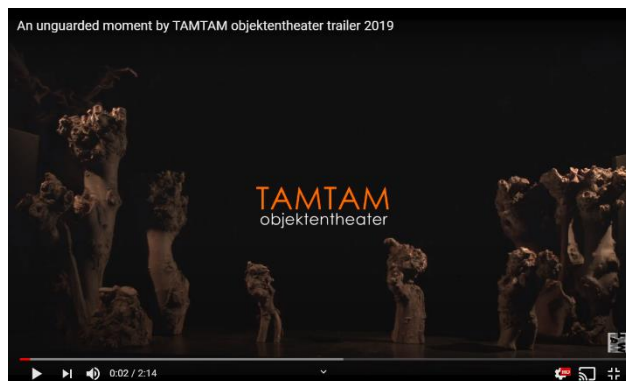 An unguarded moment by TAMTAM objektentheater trailer 2019
TAMTAM
objektentheater
0:02 / 2:14